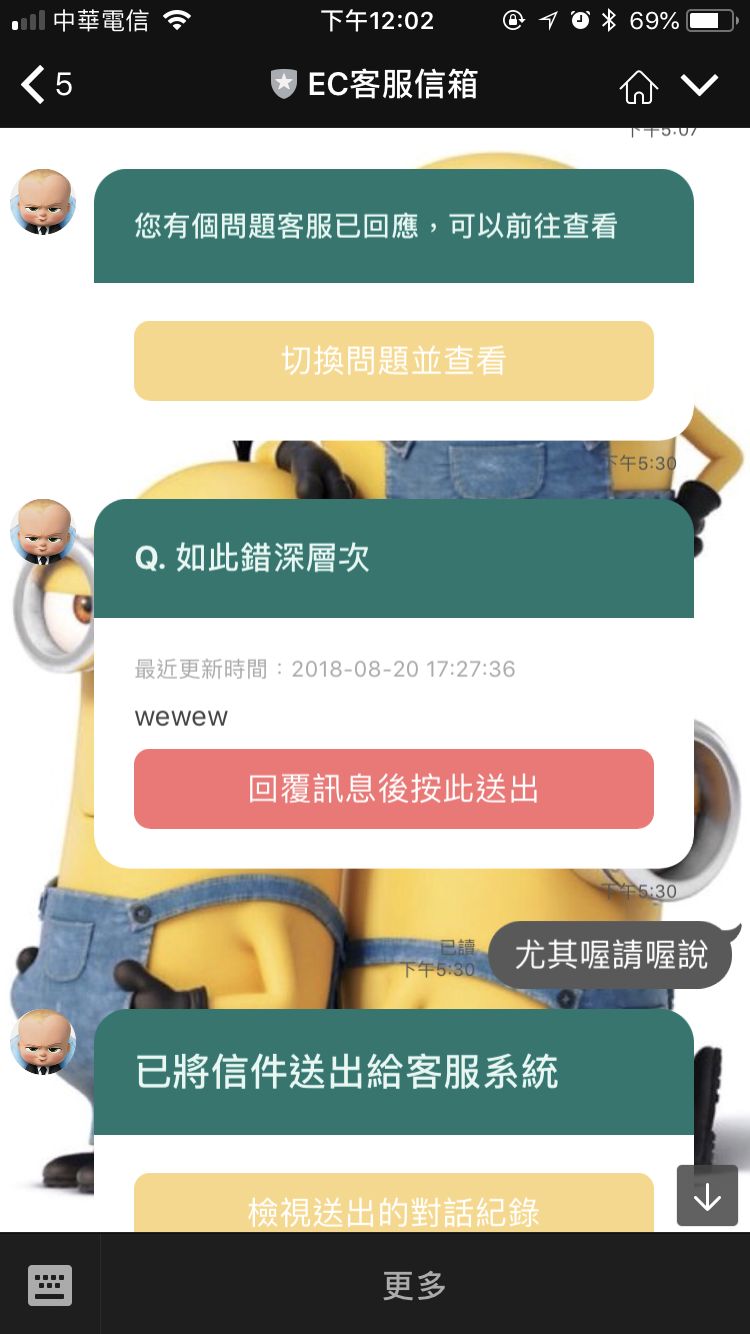 中華電信
下午12:02
69%
5
EC客服信箱
下午5:07
您有個問題客服已回應，可以前往查看
切換問題並查看
下午5:30
Q. 如此錯深層次
最近更新時間：2018-08-20 17:27:36
wewew
回覆訊息後按此送出
下午5:30
已讀
下午5:30
尤其喔請喔說
已將信件送出給客服系統
檢視送出的對話紀錄
更多